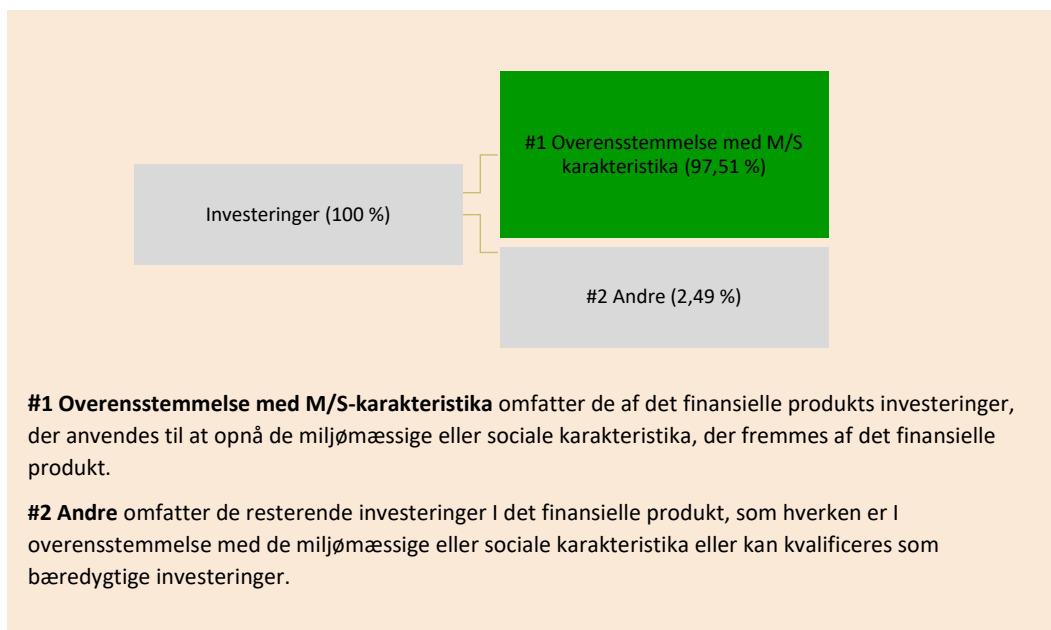 #1 Overensstemmelse med M/S
karakteristika (97,51 %)
Investeringer (100 %)
#2 Andre (2,49 %)
#1 Overensstemmelse med M/S-karakteristika omfatter de af det finansielle produkts investeringer,
der anvendes til at opnå de miljømæssige eller sociale karakteristika, der fremmes af det finansielle
produkt.
#2 Andre omfatter de resterende investeringer I det finansielle produkt, som hverken er I
overensstemmelse med de miljømæssige eller sociale karakteristika eller kan kvalificeres som
bæredygtige investeringer.